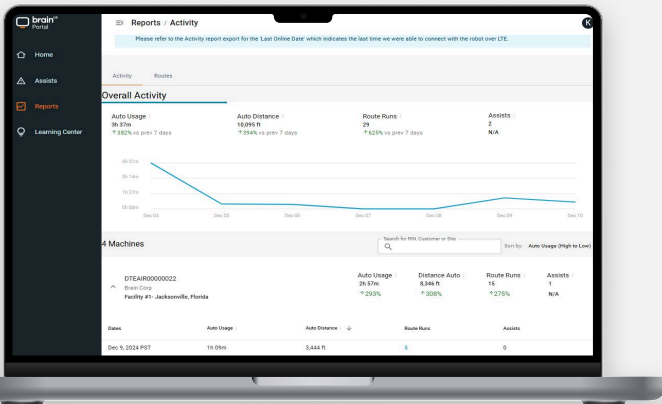 brain
Portal
Home
Assists
Reports
Learning Center
Reports / Activity
K
Please refer to the Activity report export for the 'Last Online Date' which indicates the last time we were able to connect with the robot over LTE.
Activity Routes
Overall Activity
Auto Usage Auto Distance Route Runs Assists
3h 37m 10,095 ft 29 2
↑382% vs prev 7 days ↑394% vs prev 7 days ↑625% vs prev 7 days N/A
Dec 04 Dec 05 Dec 06 Dec 07 Dec 08 Dec 09 Dec 10
4 Machines
Search for RIN, Customer or Site
Sort by: Auto Usage (High to Low)
DTEAIR00000022
Brain Corp
Facility #1- Jacksonville, Florida
Auto Usage Distance Auto Route Runs Assists
2h 57m 8,346 ft 15 1
↑293% ↑308% ↑275% N/A
Dates Auto Usage Auto Distance Route Runs Assists
Dec 9, 2024 PST 1h 09m 3,444 ft 5 0